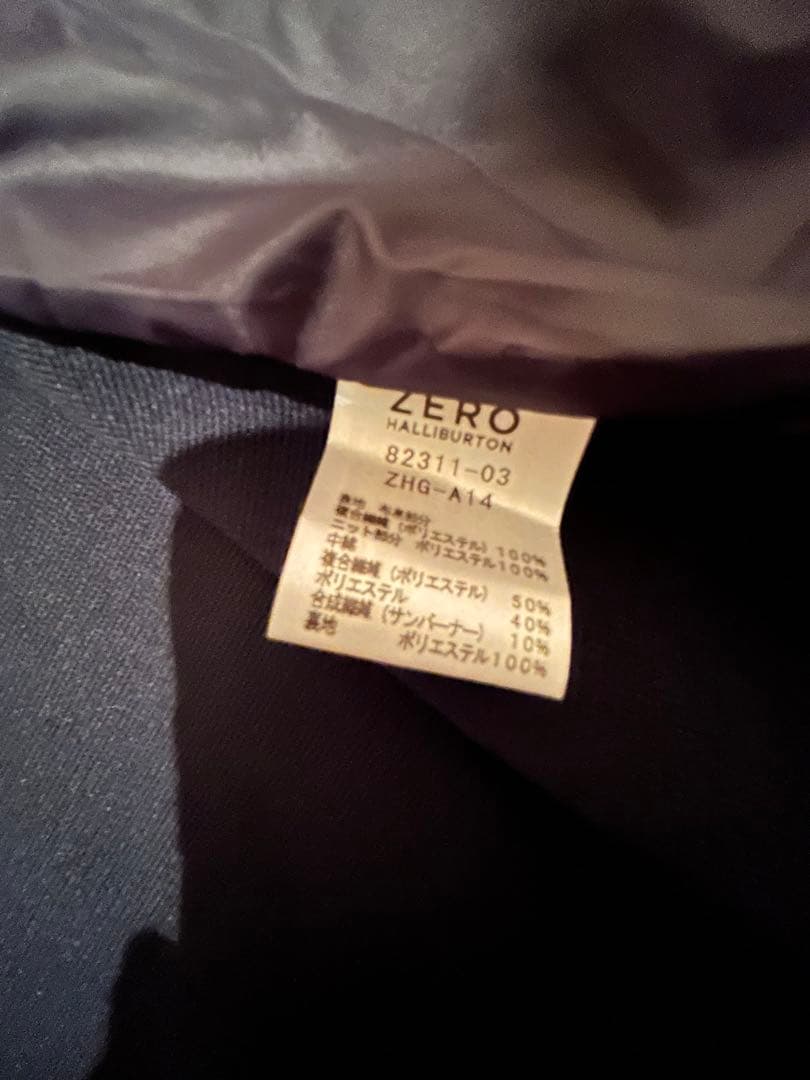 ZERO
HALLIBURTON
82311-03
ZHG-A14
表地 布帛部分
複合繊維(ポリエステル)100%
ニット部分 ポリエステル100%
中綿
複合繊維(ポリエステル) 50%
ポリエステル 40%
合成繊維(サンバーナー) 10%
裏地 ポリエステル100%